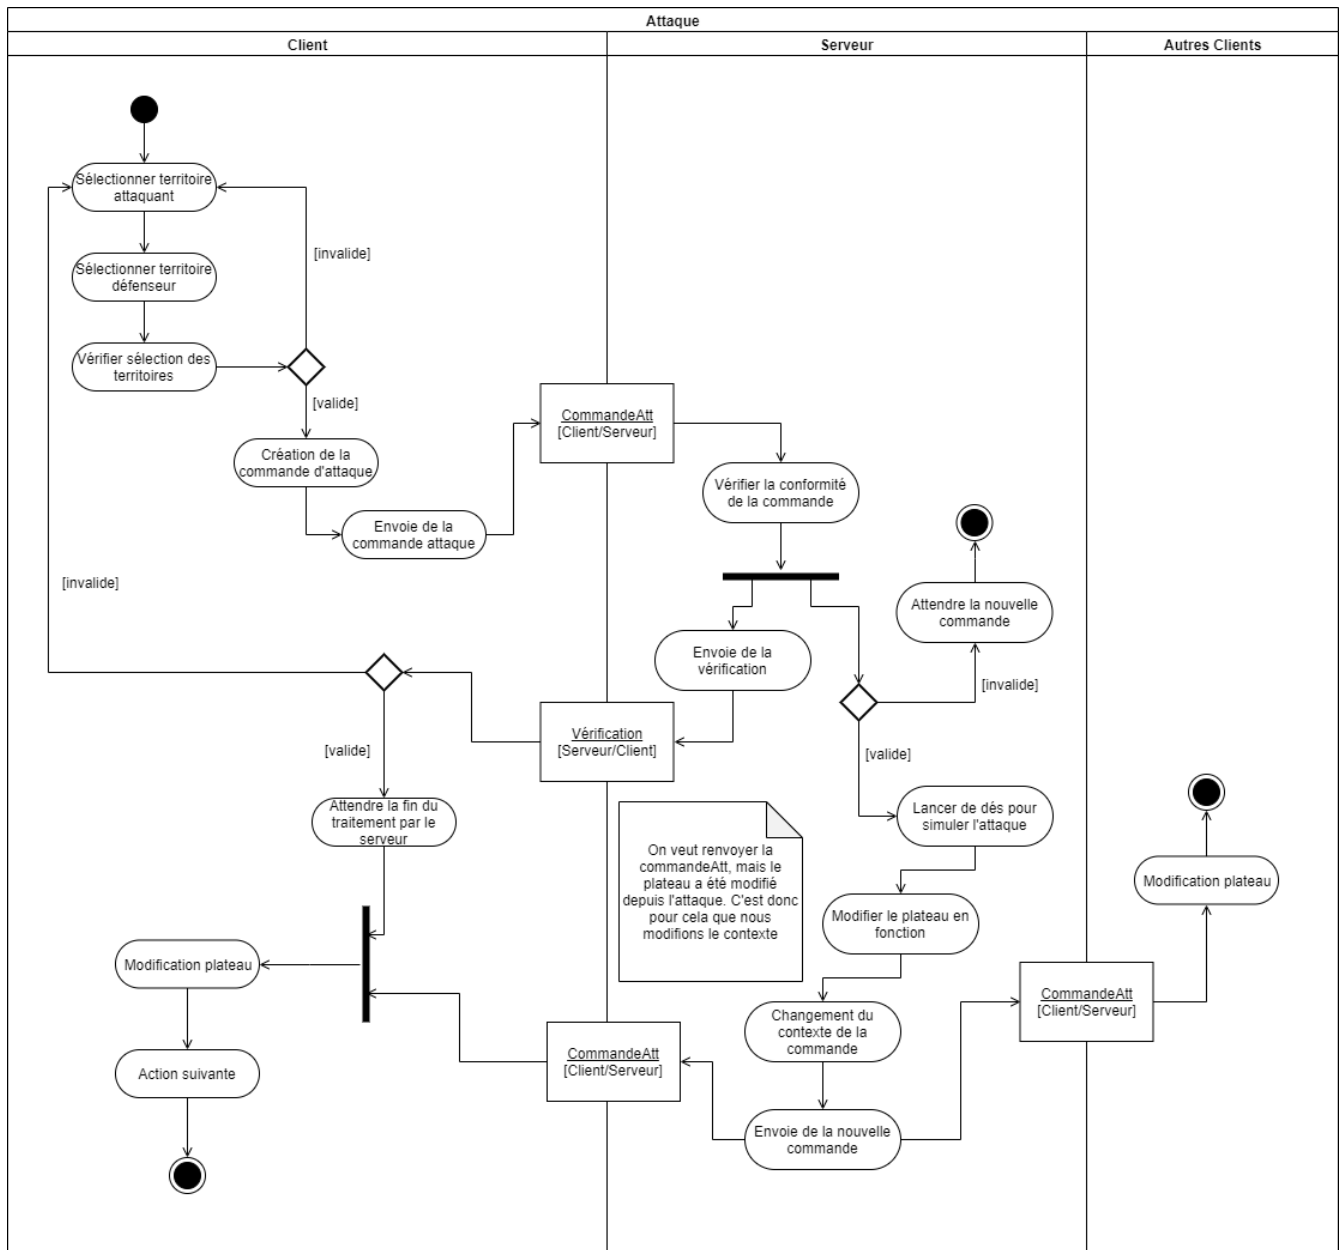 Attaque
Client
Serveur
Autres Clients
Sélectionner territoire
attaquant
[invalide]
Sélectionner territoire
défenseur
Vérifier sélection des
territoires
[valide]
CommandeAtt
[Client/Serveur]
Création de la
commande d'attaque
Envoie de la
commande attaque
Vérifier la conformité
de la commande
[invalide]
Attendre la nouvelle
commande
Envoie de la
vérification
[invalide]
Vérification
[Serveur/Client]
[valide]
[valide]
Attendre la fin du
traitement par le
serveur
Lancer de dés pour
simuler l'attaque
On veut renvoyer la
commandeAtt, mais le
plateau a été modifié
depuis l'attaque. C'est donc
pour cela que nous
modifions le contexte
Modification plateau
Modifier le plateau en
fonction
Modification plateau
CommandeAtt
[Client/Serveur]
Changement du
contexte de la
commande
CommandeAtt
[Client/Serveur]
Action suivante
Envoie de la nouvelle
commande